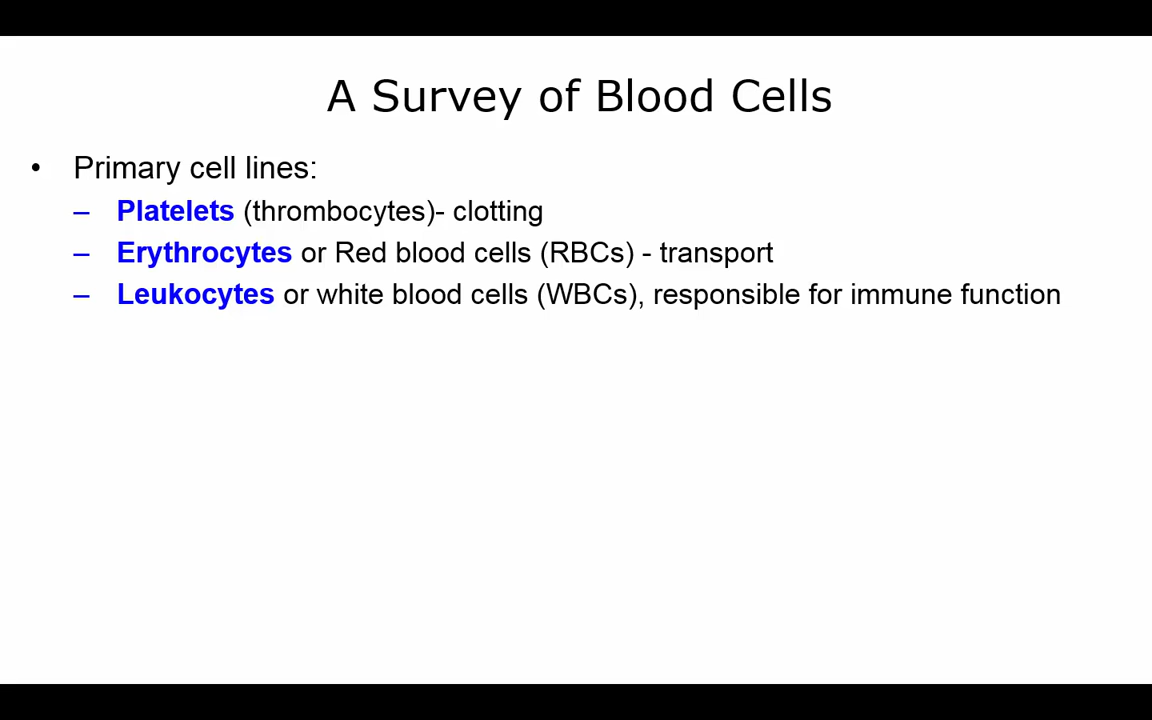 A Survey of Blood Cells
• Primary cell lines:
– Platelets (thrombocytes)- clotting
– Erythrocytes or Red blood cells (RBCs) - transport
– Leukocytes or white blood cells (WBCs), responsible for immune function